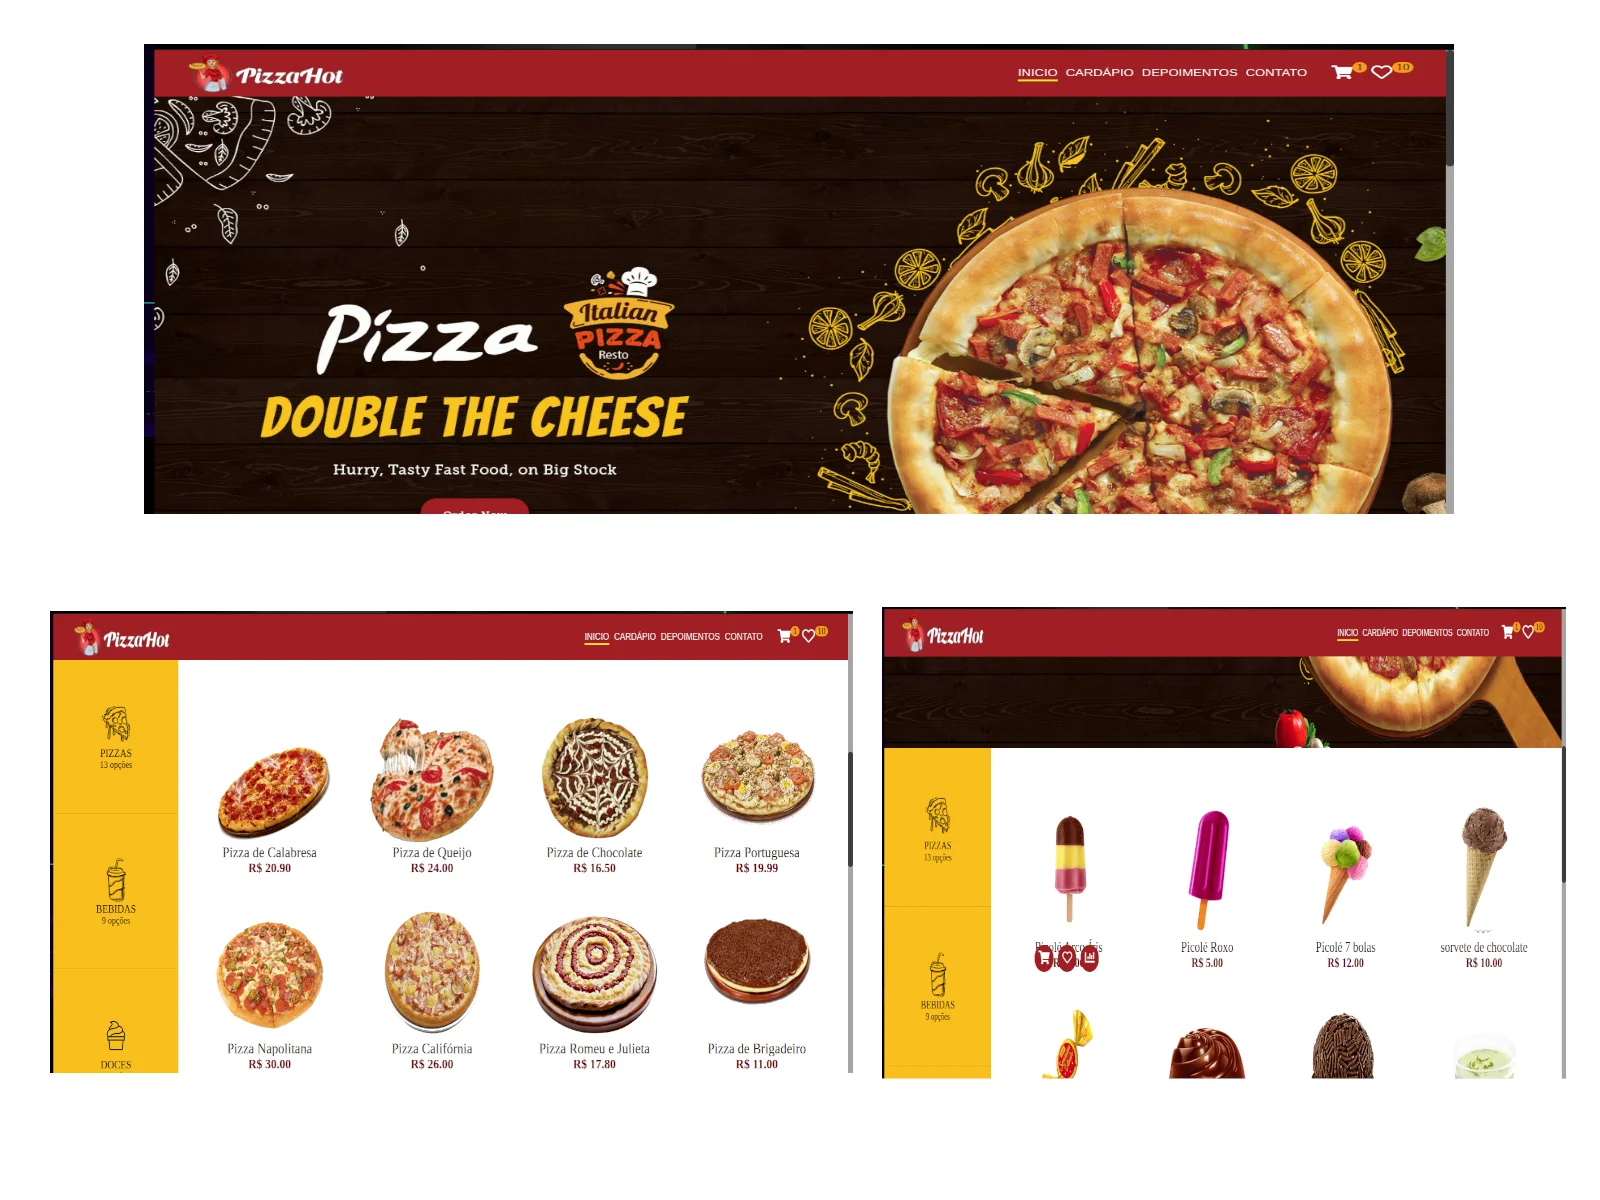 PizzaHot
INICIO CARDÁPIO DEPOIMENTOS CONTATO 1 10
Pizza
Italian
PIZZA
Resto
DOUBLE THE CHEESE
Hurry, Tasty Fast Food, on Big Stock
Order Now
PizzaHot
INICIO CARDÁPIO DEPOIMENTOS CONTATO 1 10
PIZZAS
13 opções
BEBIDAS
9 opções
DOCES
Pizza de Calabresa Pizza de Queijo Pizza de Chocolate Pizza Portuguesa
R$ 20.90 R$ 24.00 R$ 16.50 R$ 19.99
Pizza Napolitana Pizza Califórnia Pizza Romeu e Julieta Pizza de Brigadeiro
R$ 30.00 R$ 26.00 R$ 17.80 R$ 11.00
PizzaHot
INICIO CARDÁPIO DEPOIMENTOS CONTATO 1 10
PIZZAS
13 opções
BEBIDAS
9 opções
Picolé Roxo Picolé 7 bolas sorvete de chocolate
R$ 5.00 R$ 12.00 R$ 10.00